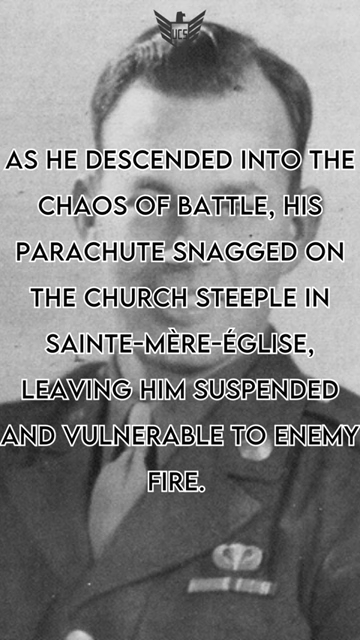 UCS
AS HE DESCENDED INTO THE
CHAOS OF BATTLE, HIS
PARACHUTE SNAGGED ON
THE CHURCH STEEPLE IN
SAINTE-MÈRE-ÉGLISE,
LEAVING HIM SUSPENDED
AND VULNERABLE TO ENEMY
FIRE.